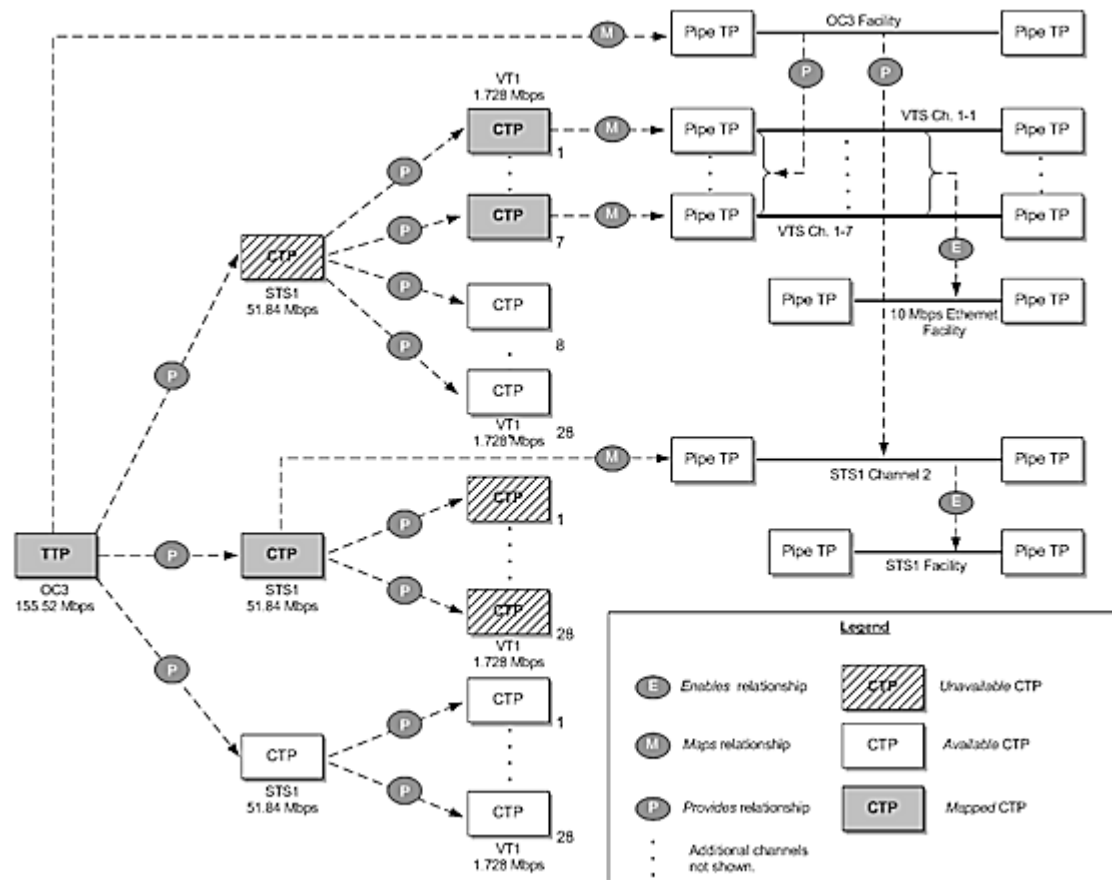 OC3 Facility
Pipe TP
Pipe TP
M
P
P
VT1
1.728 Mbps
VTS Ch. 1-1
CTP
1
M
Pipe TP
Pipe TP
P
CTP
7
M
Pipe TP
Pipe TP
VTS Ch. 1-7
P
CTP
STS1
51.84 Mbps
P
CTP
8
E
Pipe TP
Pipe TP
10 Mbps Ethernet
Facility
P
CTP
VT1
1.728 Mbps
28
P
M
Pipe TP
Pipe TP
STS1 Channel 2
CTP
1
P
E
TTP
OC3
155.52 Mbps
P
CTP
STS1
51.84 Mbps
Pipe TP
Pipe TP
STS1 Facility
P
CTP
28
VT1
1.728 Mbps
P
CTP
1
P
CTP
STS1
51.84 Mbps
P
CTP
28
VT1
1.728 Mbps
Legend
E
Enables relationship
CTP
Unavailable CTP
M
Maps relationship
CTP
Available CTP
P
Provides relationship
CTP
Mapped CTP
Additional channels
not shown.